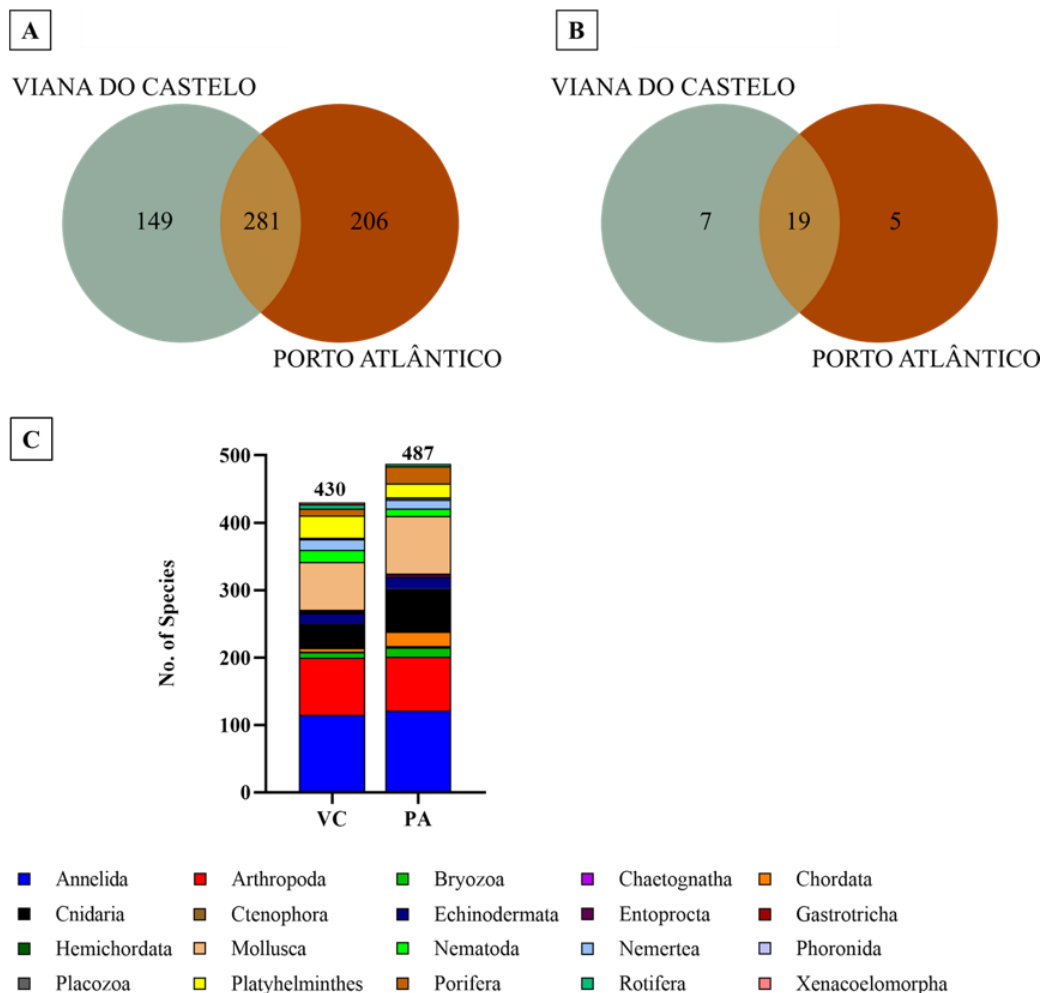 A
VIANA DO CASTELO
149 281 206
PORTO ATLÂNTICO
B
VIANA DO CASTELO
7 19 5
PORTO ATLÂNTICO
C
No. of Species
500
400
300
200
100
0
430
487
VC PA
Annelida Arthropoda Bryozoa Chaetognatha Chordata
Cnidaria Ctenophora Echinodermata Entoprocta Gastrotricha
Hemichordata Mollusca Nematoda Nemertea Phoronida
Placozoa Platyhelminthes Porifera Rotifera Xenacoelomorpha